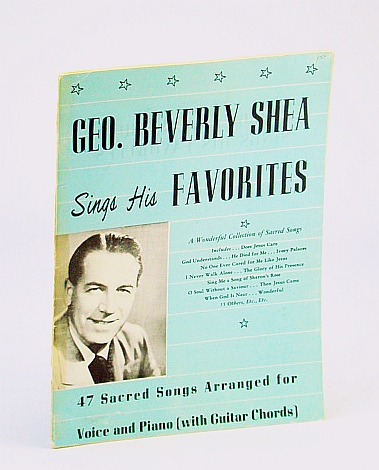 GEO. BEVERLY SHEA
Sings His FAVORITES
A Wonderful Collection of Sacred Songs
Includes . . . Does Jesus Care
God Understands . . . He Died for Me . . . Ivory Palaces
No One Ever Cared for Me Like Jesus
I Never Walk Alone . . . The Glory of His Presence
Sing Me a Song of Sharon's Rose
O Soul Without a Saviour . . . Then Jesus Came
When God Is Near . . . Wonderful
Others, Etc., Etc.
47 Sacred Songs Arranged for
Voice and Piano (with Guitar Chords)